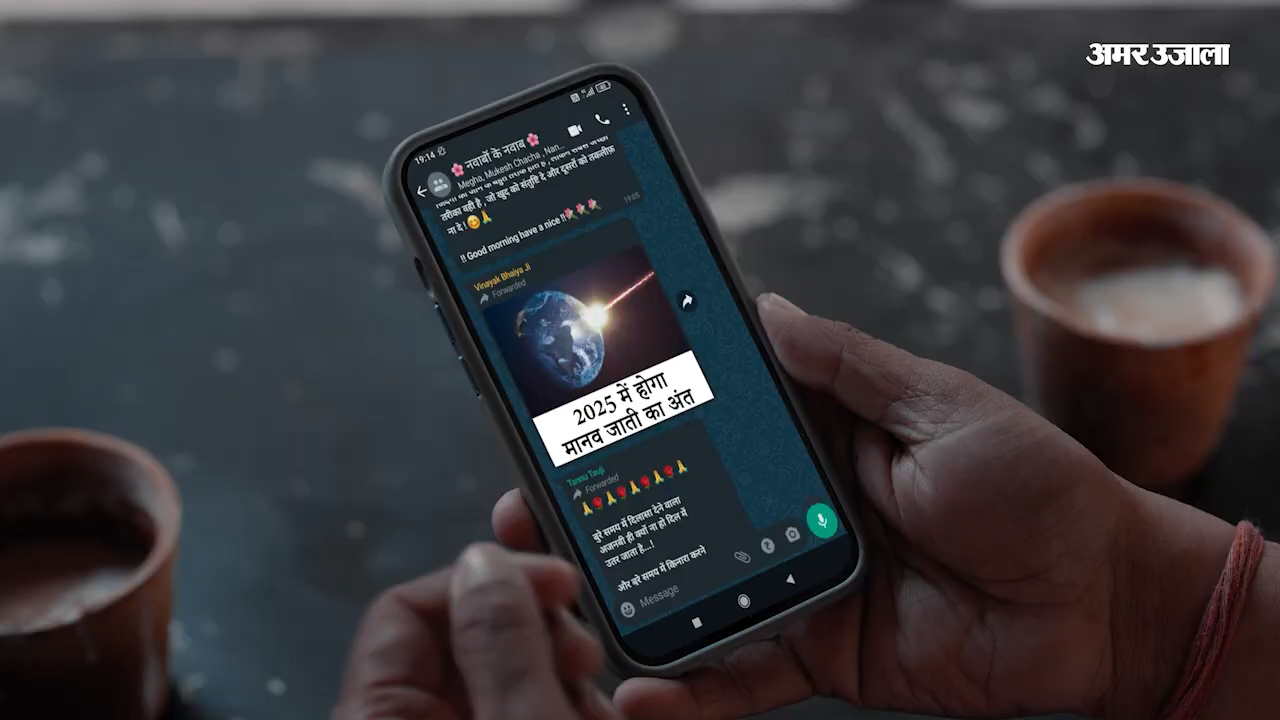 अमर उजाला
19:14
🌸 नवाबों के नवाब 🌸
Megha, Mukesh Chacha , Nan...
तरीका वही है , जो खुद को संतुष्टि दे और दूसरों को तकलीफ़
ना दे ! 😊🙏
19:05
!! Good morning have a nice !!🌷🌷🌷
Vinayak Bhaiya Ji
Forwarded
2025 में होगा
मानव जाती का अंत
Tannu Tauji
Forwarded
🙏🌹🙏🌹🙏🌹🙏🌹🙏
बुरे समय में दिलासा देने वाला
अजनबी ही क्यों ना हो दिल में
उतर जाता है...!
और बुरे समय में किनारा करने
Message